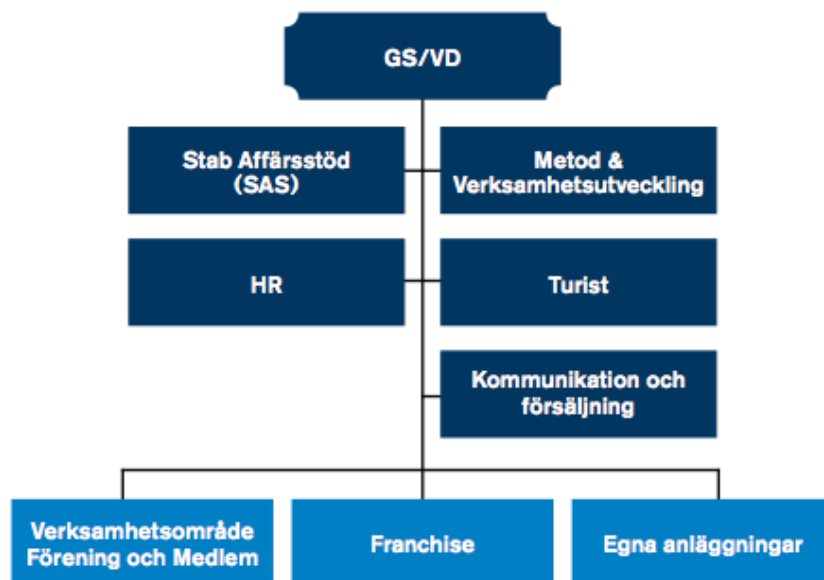 GS/VD
Stab Affärsstöd
(SAS)
Metod &
Verksamhetsutveckling
HR
Turist
Kommunikation och
försäljning
Verksamhetsområde
Förening och Medlem
Franchise
Egna anläggningar